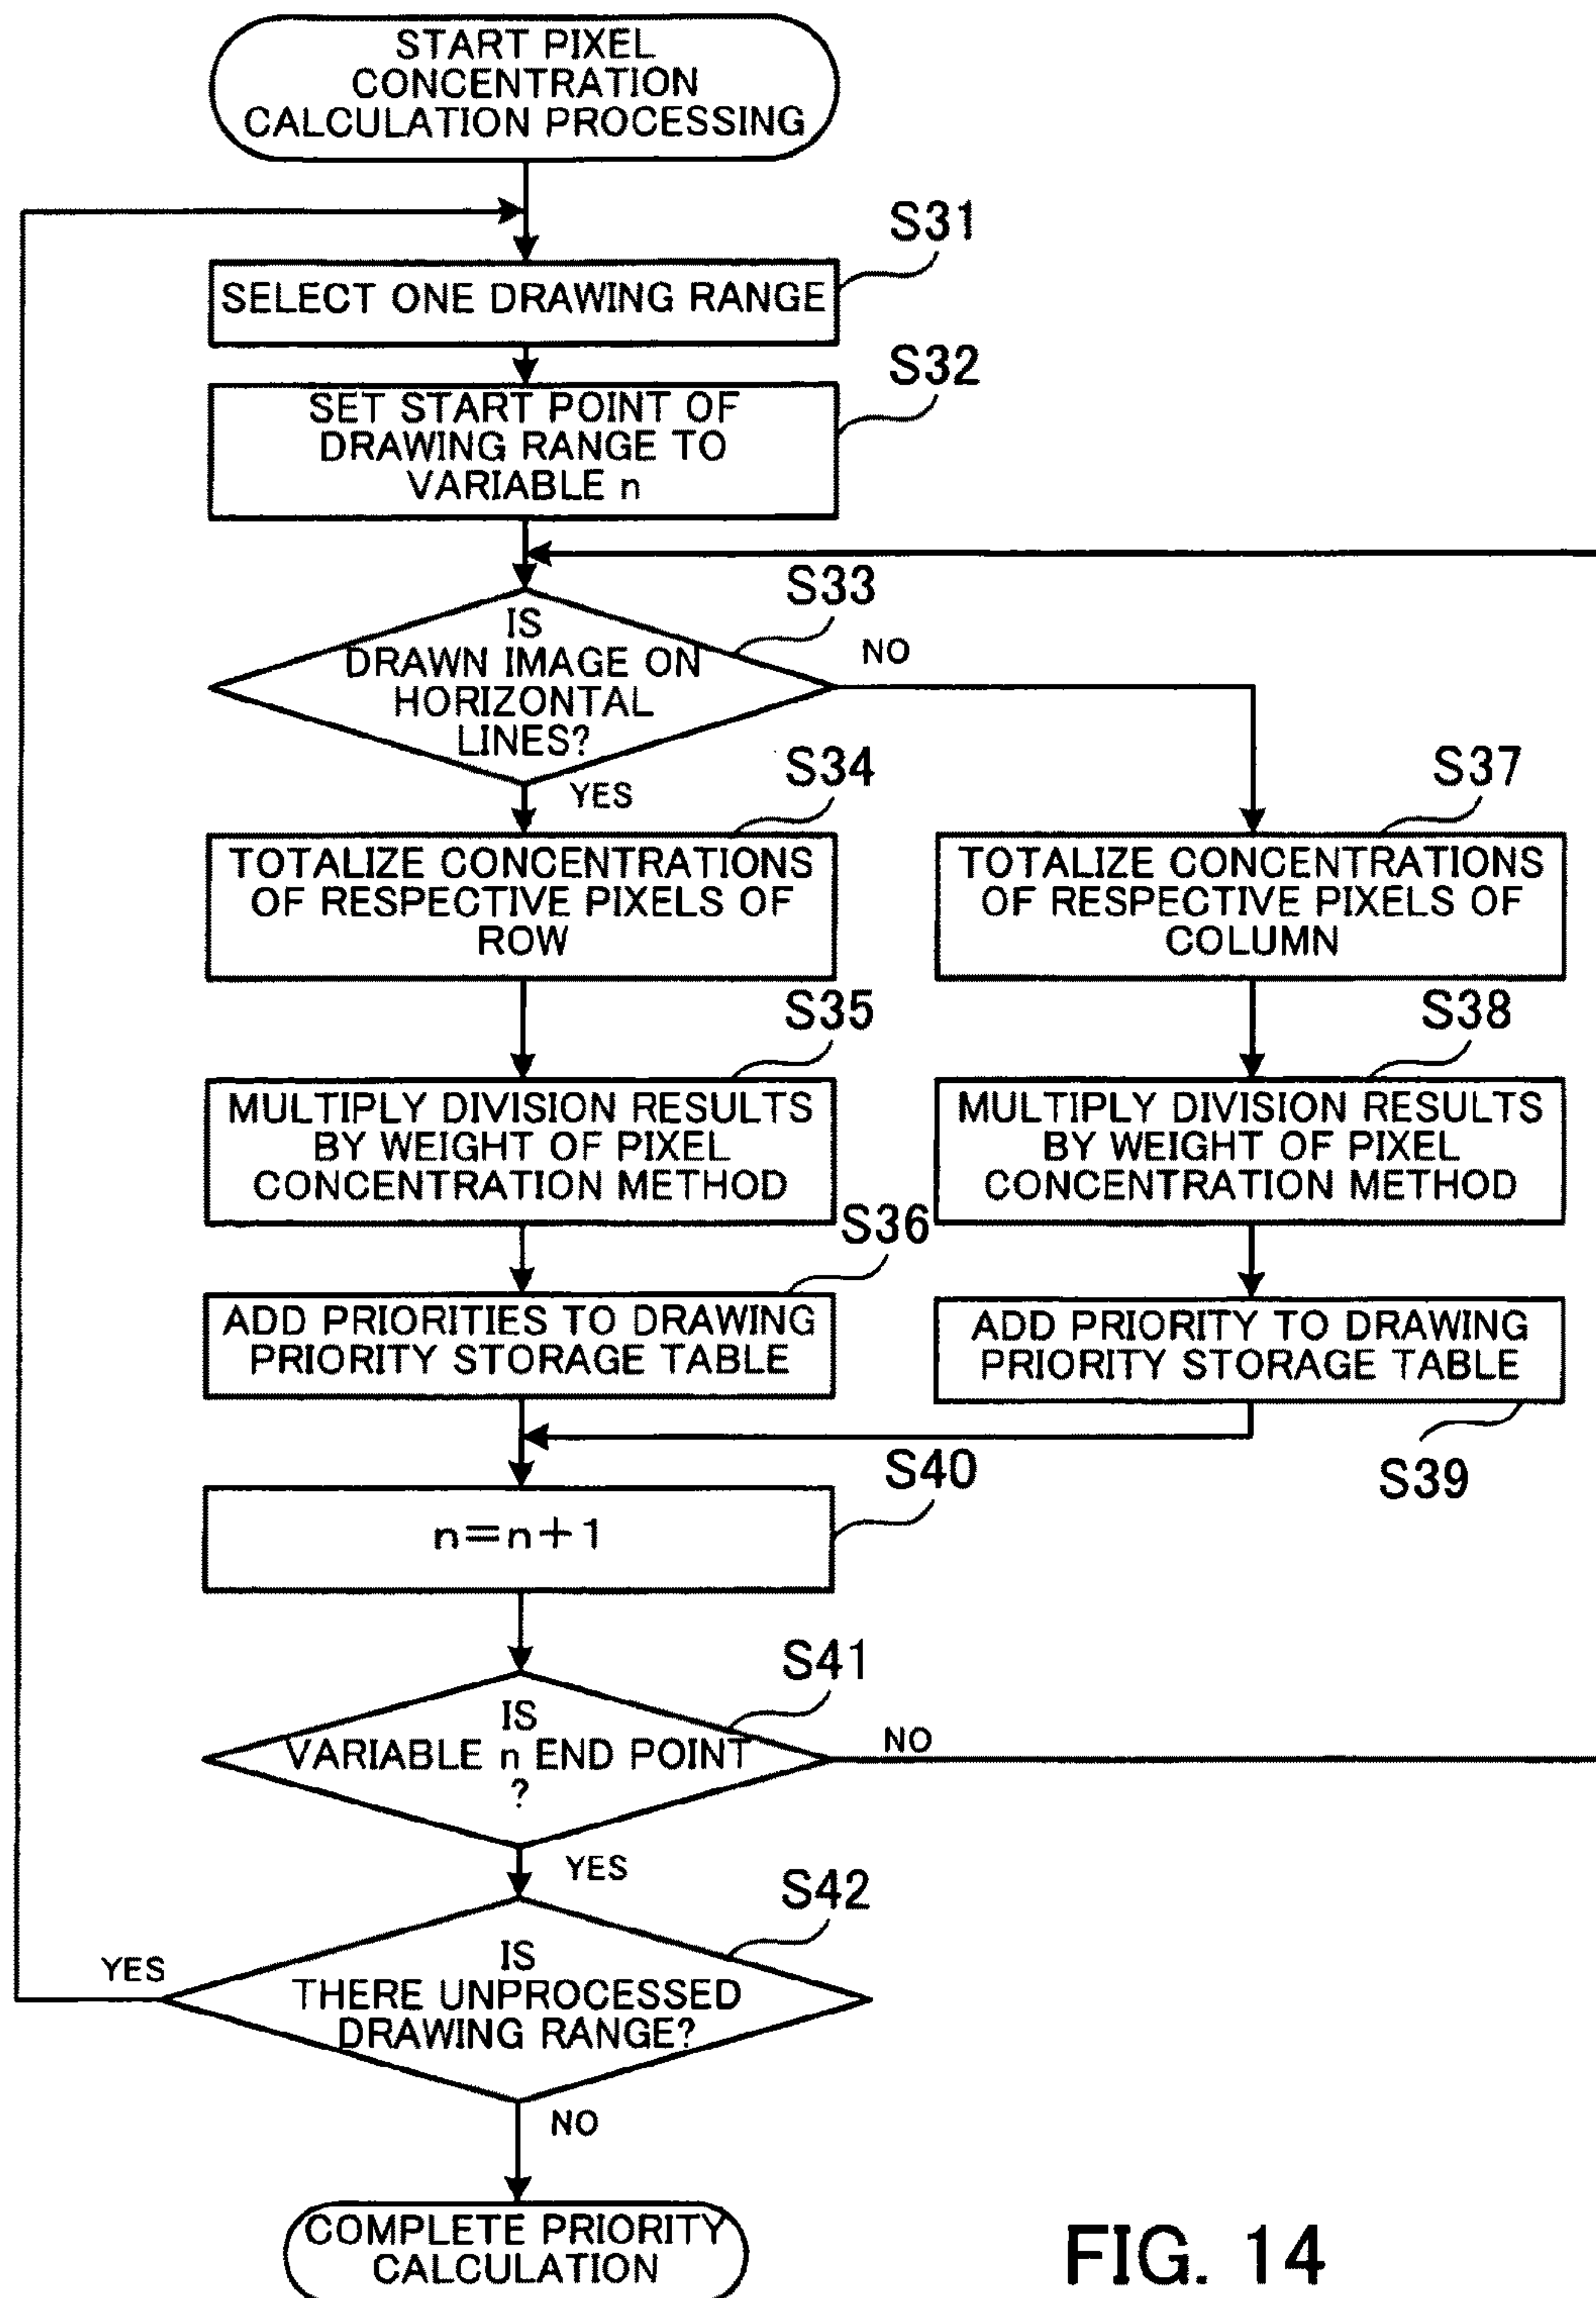 START PIXEL
CONCENTRATION
CALCULATION PROCESSING
S31
SELECT ONE DRAWING RANGE
S32
SET START POINT OF
DRAWING RANGE TO
VARIABLE n
S33
IS
DRAWN IMAGE ON
HORIZONTAL
LINES?
NO
YES
S34
TOTALIZE CONCENTRATIONS
OF RESPECTIVE PIXELS OF
ROW
S37
TOTALIZE CONCENTRATIONS
OF RESPECTIVE PIXELS OF
COLUMN
S35
MULTIPLY DIVISION RESULTS
BY WEIGHT OF PIXEL
CONCENTRATION METHOD
S38
MULTIPLY DIVISION RESULTS
BY WEIGHT OF PIXEL
CONCENTRATION METHOD
S36
ADD PRIORITIES TO DRAWING
PRIORITY STORAGE TABLE
ADD PRIORITY TO DRAWING
PRIORITY STORAGE TABLE
S39
S40
n=n+1
S41
IS
VARIABLE n END POINT
?
NO
YES
S42
IS
THERE UNPROCESSED
DRAWING RANGE?
YES
NO
COMPLETE PRIORITY
CALCULATION
FIG. 14